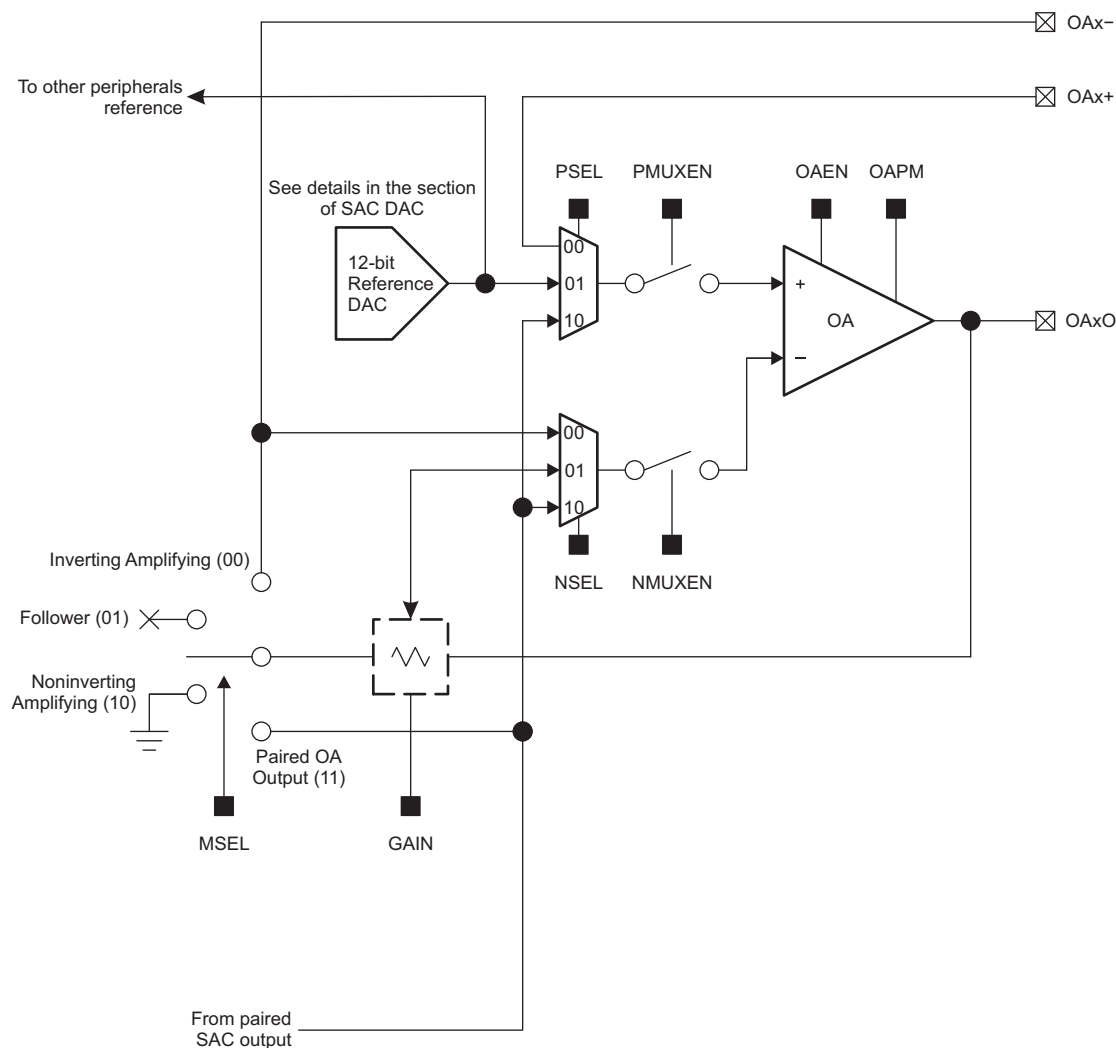 OAx−
To other peripherals
reference
OAx+
See details in the section
of SAC DAC
PSEL
PMUXEN
OAEN
OAPM
12-bit
Reference
DAC
00
01
10
+
OA
−
OAxO
00
01
10
NSEL
NMUXEN
Inverting Amplifying (00)
Follower (01)
Noninverting
Amplifying (10)
Paired OA
Output (11)
MSEL
GAIN
From paired
SAC output